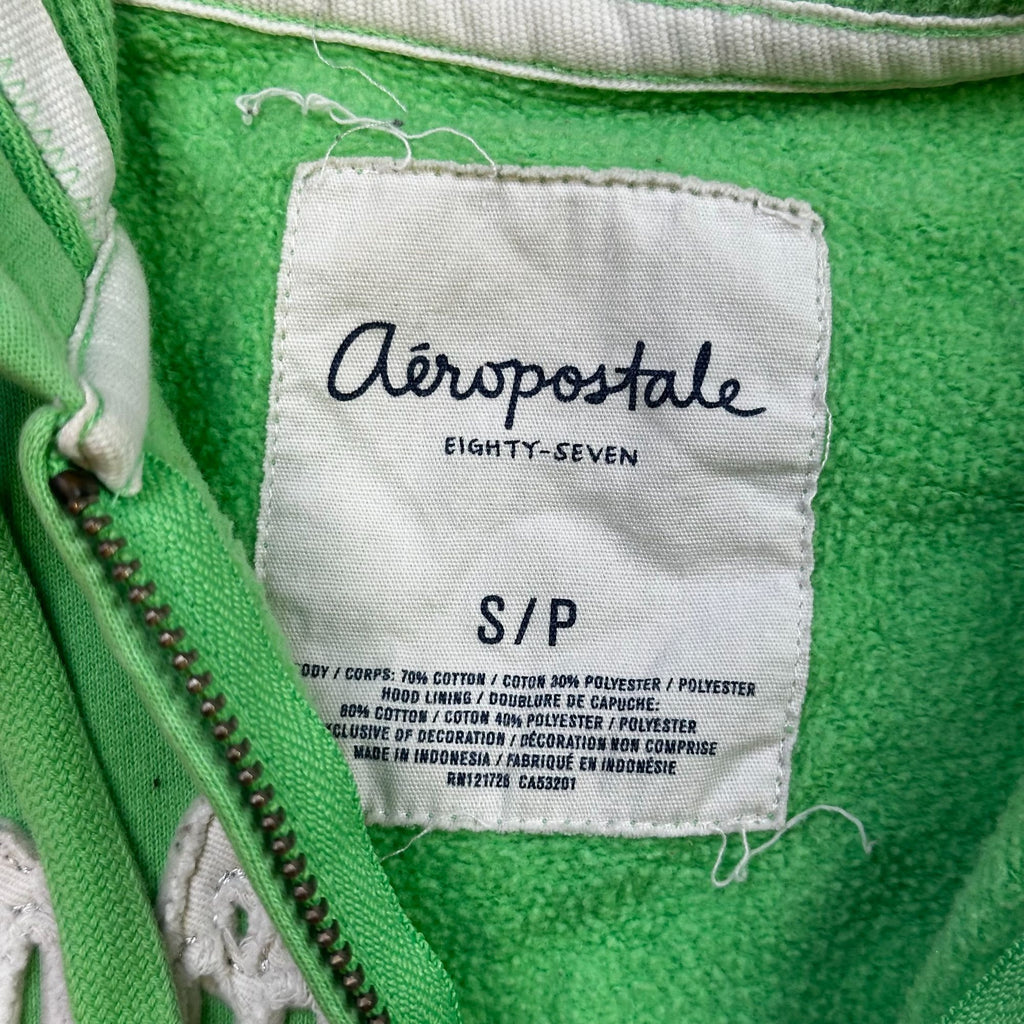 aéropostale
EIGHTY-SEVEN
S/P
ODY / CORPS: 70% COTTON / COTON 30% POLYESTER / POLYESTER
HOOD LINING / DOUBLURE DE CAPUCHE:
60% COTTON / COTON 40% POLYESTER / POLYESTER
XCLUSIVE OF DECORATION / DÉCORATION NON COMPRISE
MADE IN INDONESIA / FABRIQUÉ EN INDONÉSIE
RN121726 CA53201